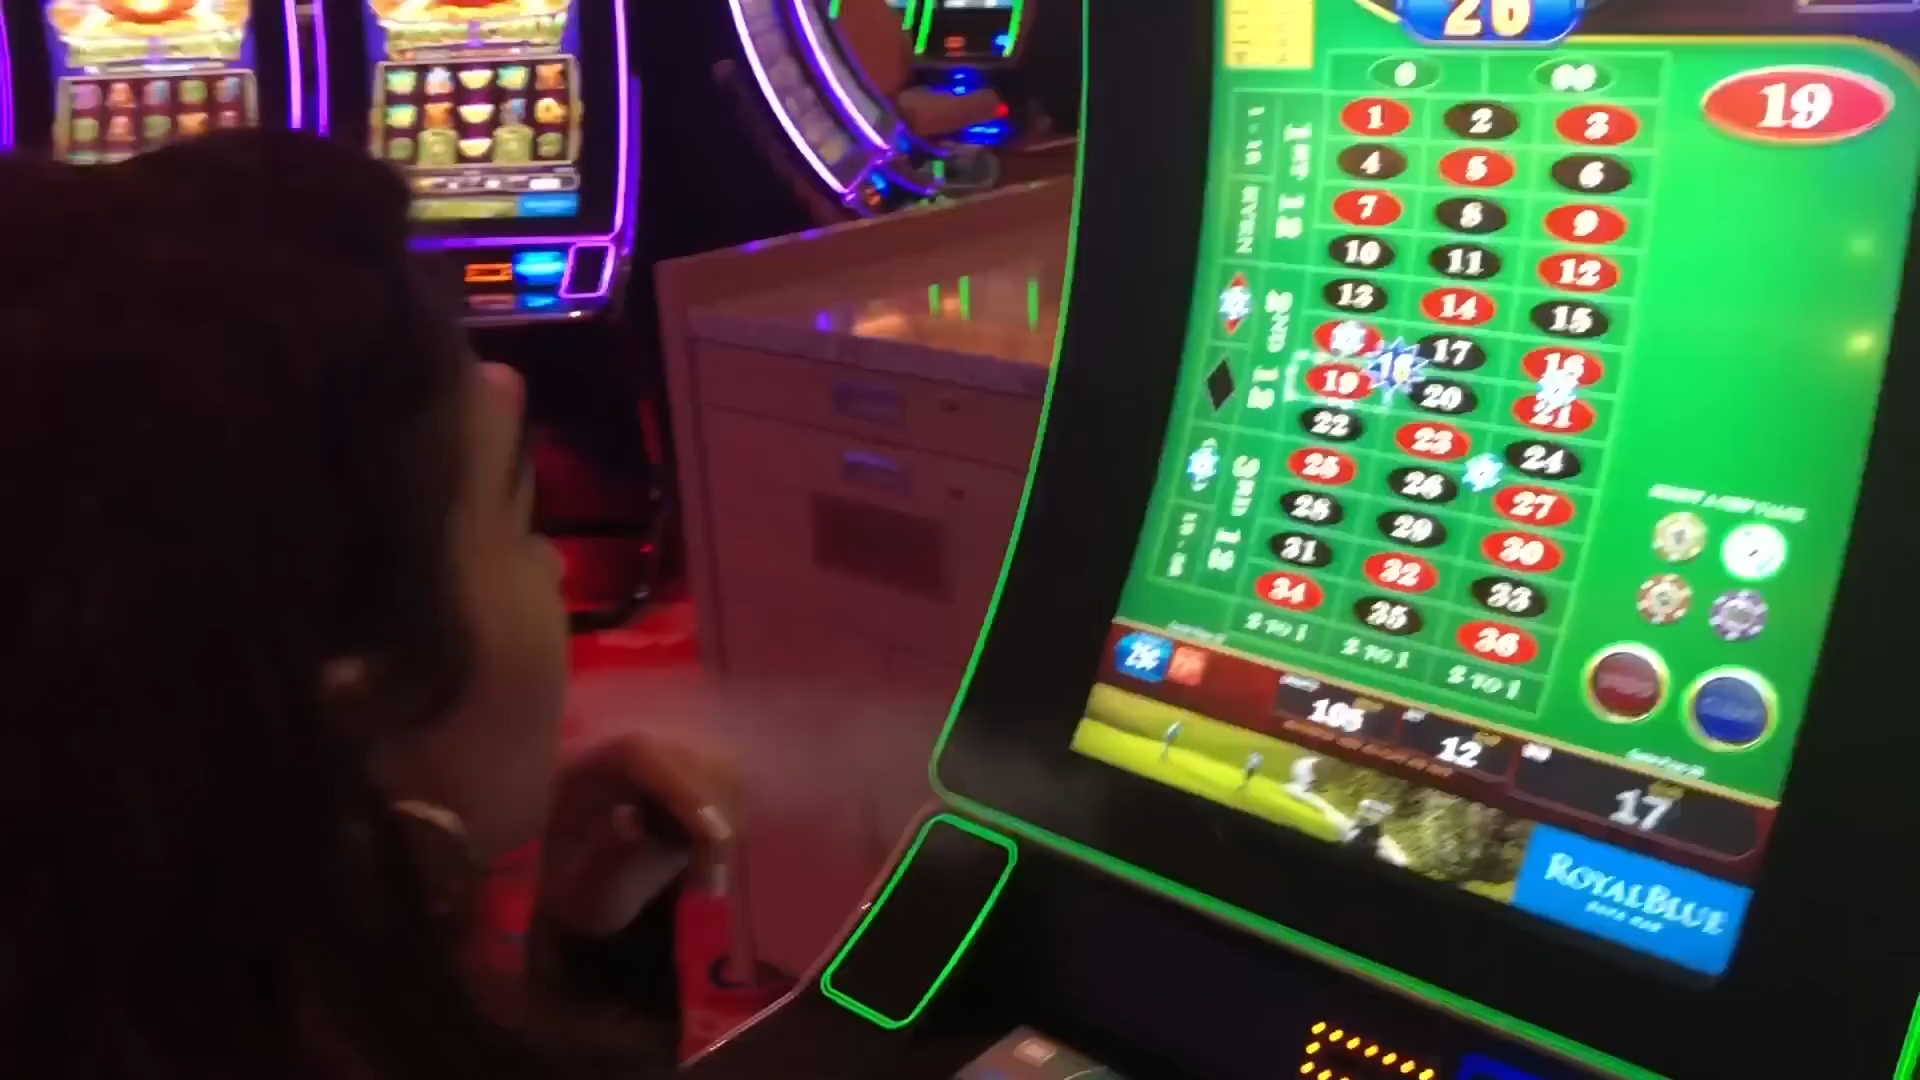 26
0 00
19
1 2 3
4 5 6
7 8 9
10 11 12
13 14 15
17 18
19 20 21
22 23 24
25 26 27
28 29 30
31 32 33
34 35 36
1ST 12
EVEN
2ND 12
3RD 12
2 TO 1 2 TO 1 2 TO 1
25¢
105 12 17
ROYALBLUE